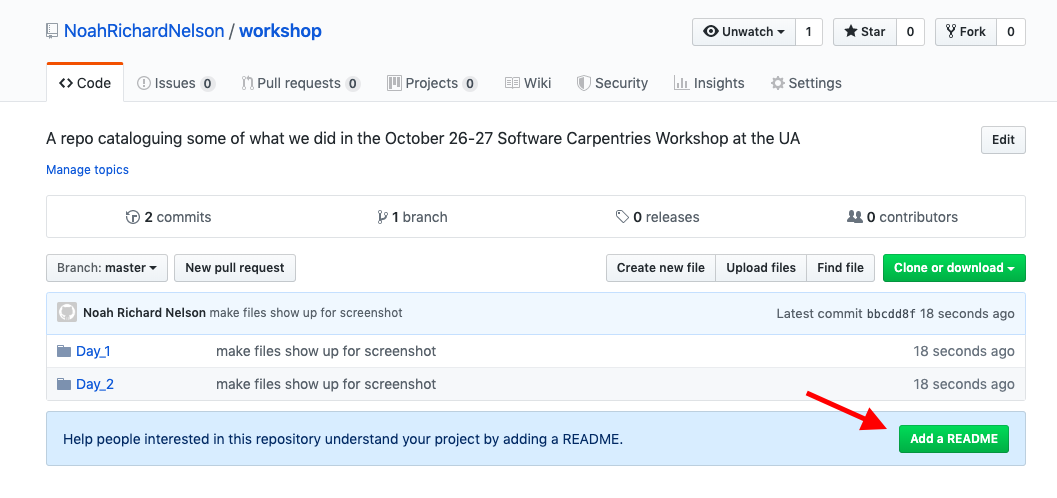 NoahRichardNelson / workshop Unwatch 1 Star 0 Fork 0
Code Issues 0 Pull requests 0 Projects 0 Wiki Security Insights Settings
A repo cataloguing some of what we did in the October 26-27 Software Carpentries Workshop at the UA Edit
Manage topics
2 commits 1 branch 0 releases 0 contributors
Branch: master New pull request Create new file Upload files Find file Clone or download
Noah Richard Nelson make files show up for screenshot Latest commit bbcdd8f 18 seconds ago
Day_1 make files show up for screenshot 18 seconds ago
Day_2 make files show up for screenshot 18 seconds ago
Help people interested in this repository understand your project by adding a README. Add a README